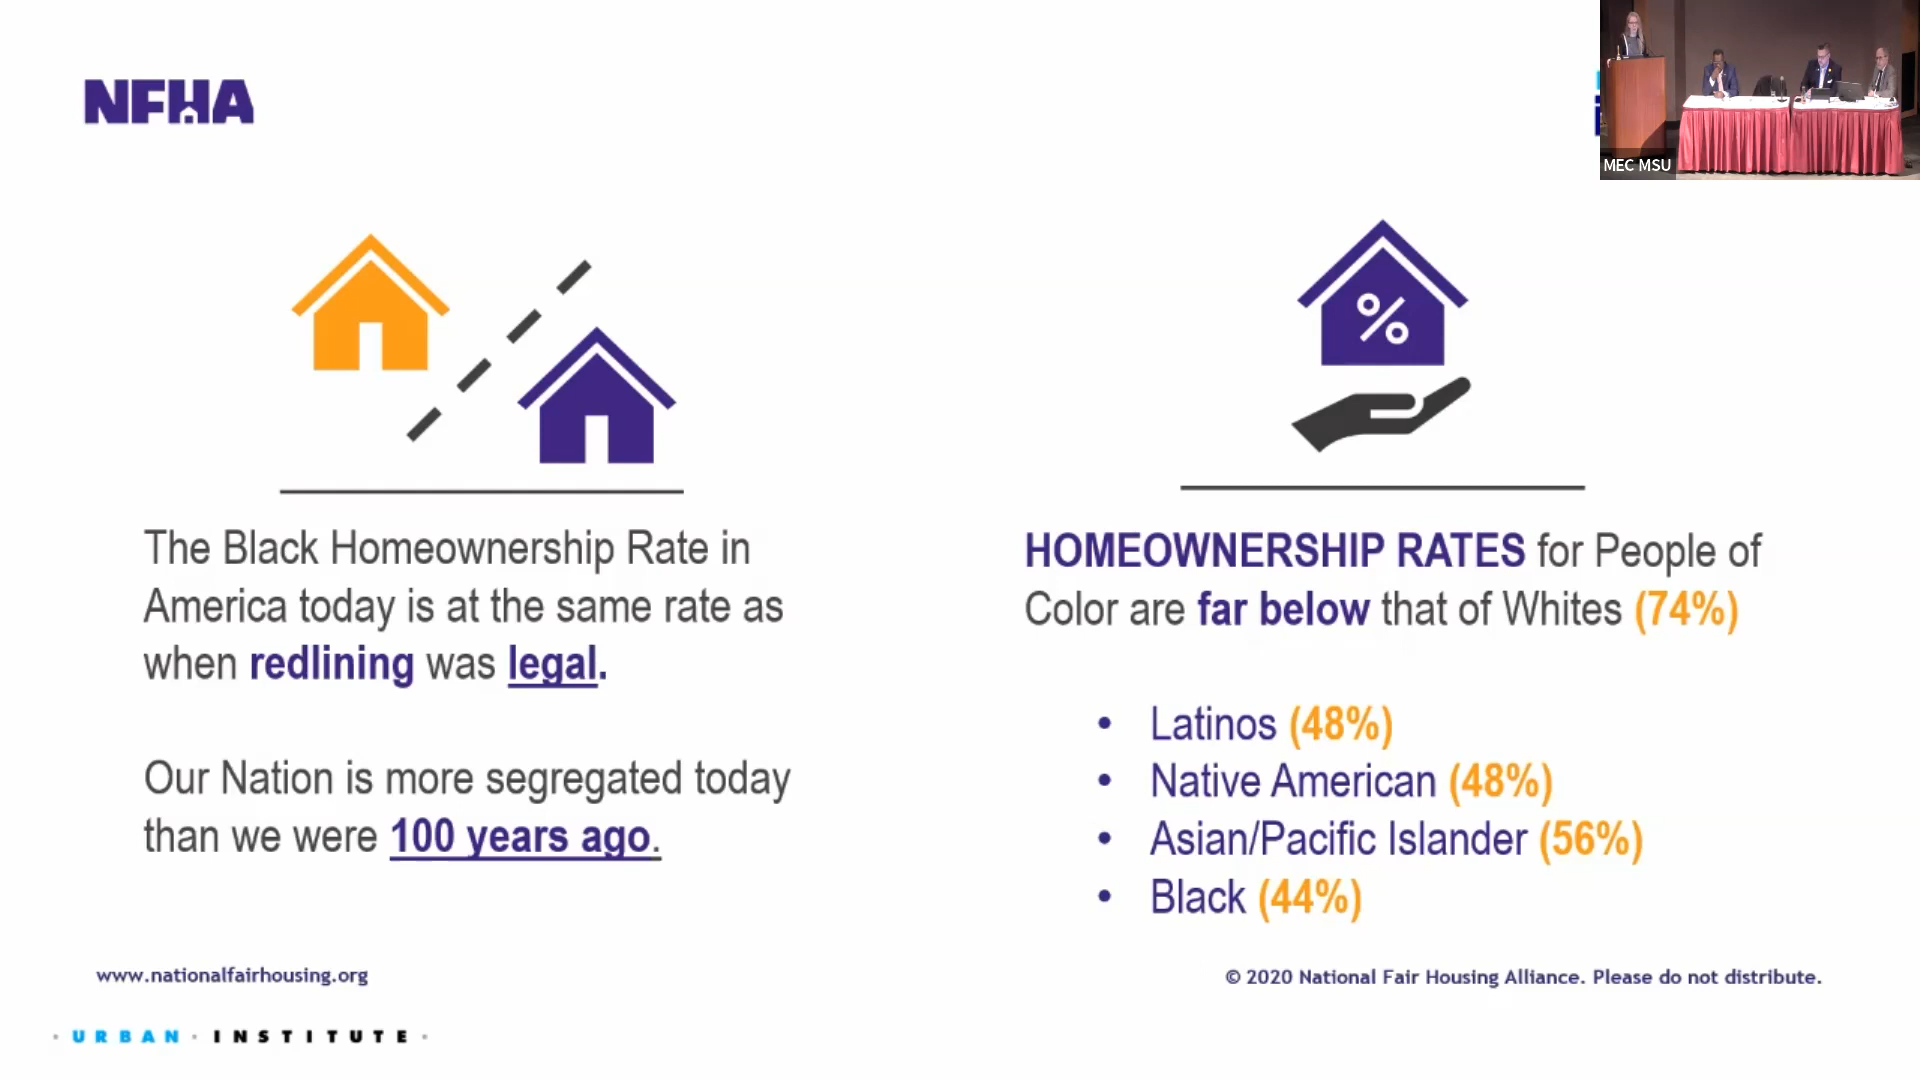 NFHA
MEC MSU
%
The Black Homeownership Rate in
America today is at the same rate as
when redlining was legal.
Our Nation is more segregated today
than we were 100 years ago.
HOMEOWNERSHIP RATES for People of
Color are far below that of Whites (74%)
• Latinos (48%)
• Native American (48%)
• Asian/Pacific Islander (56%)
• Black (44%)
www.nationalfairhousing.org
© 2020 National Fair Housing Alliance. Please do not distribute.
· URBAN · INSTITUTE ·